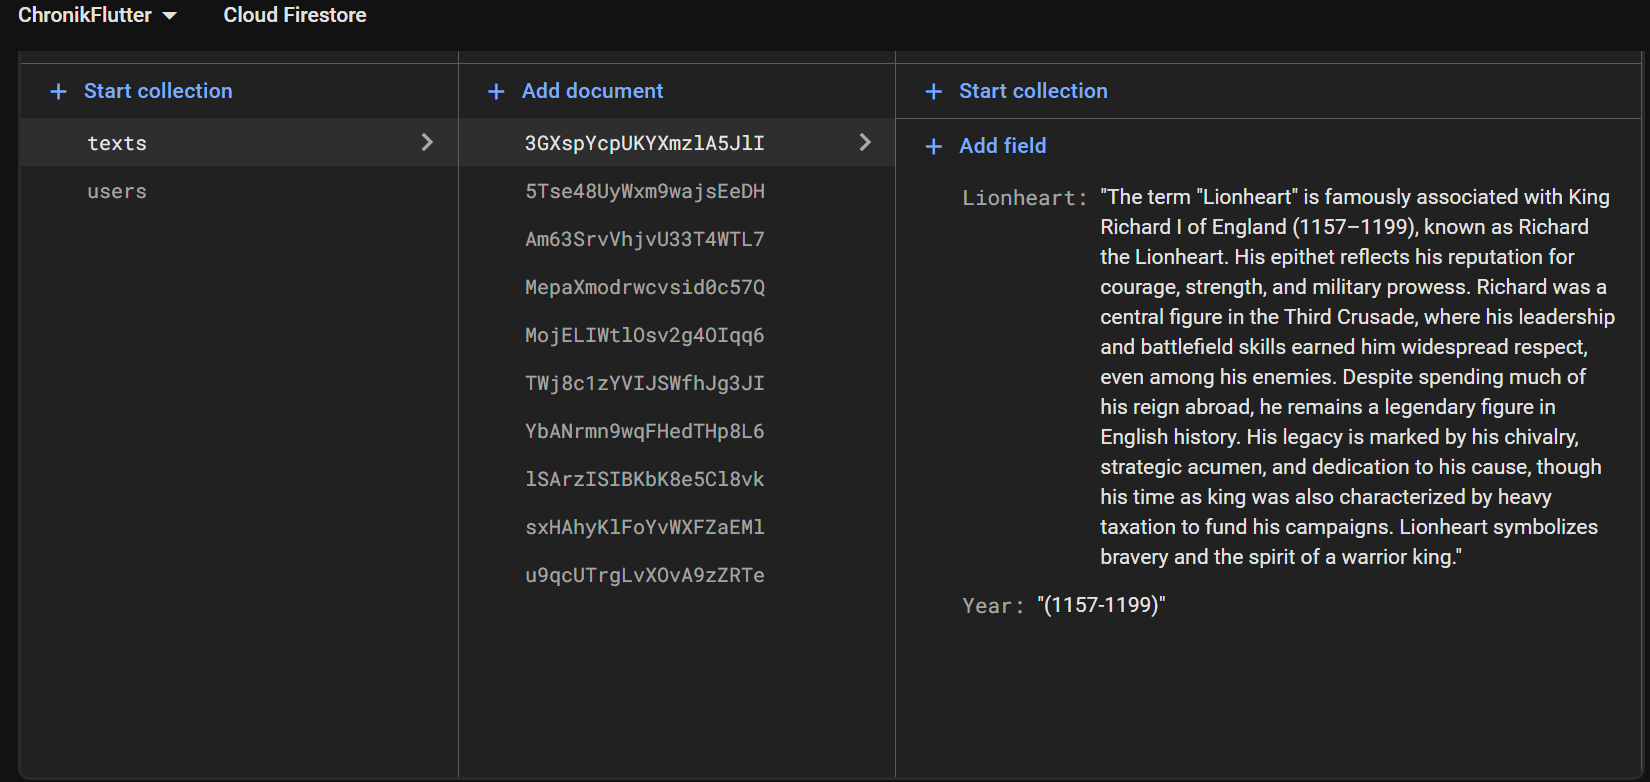 ChronikFlutter Cloud Firestore
+ Start collection
texts
users
+ Add document
3GXspYcpUKYXmzlA5JlI
5Tse48UyWxm9wajsEeDH
Am63SrvVhjvU33T4WTL7
MepaXmodrwcvsid0c57Q
MojELIWtlOsv2g4OIqq6
TWj8c1zYVIJSWfhJg3JI
YbANrmn9wqFHedTHp8L6
lSArzISIBKbK8e5Cl8vk
sxHAhyKlFoYvWXFZaEMl
u9qcUTrgLvXOvA9zZRTe
+ Start collection
+ Add field
Lionheart: "The term "Lionheart" is famously associated with King
Richard I of England (1157–1199), known as Richard
the Lionheart. His epithet reflects his reputation for
courage, strength, and military prowess. Richard was a
central figure in the Third Crusade, where his leadership
and battlefield skills earned him widespread respect,
even among his enemies. Despite spending much of
his reign abroad, he remains a legendary figure in
English history. His legacy is marked by his chivalry,
strategic acumen, and dedication to his cause, though
his time as king was also characterized by heavy
taxation to fund his campaigns. Lionheart symbolizes
bravery and the spirit of a warrior king."
Year: "(1157-1199)"